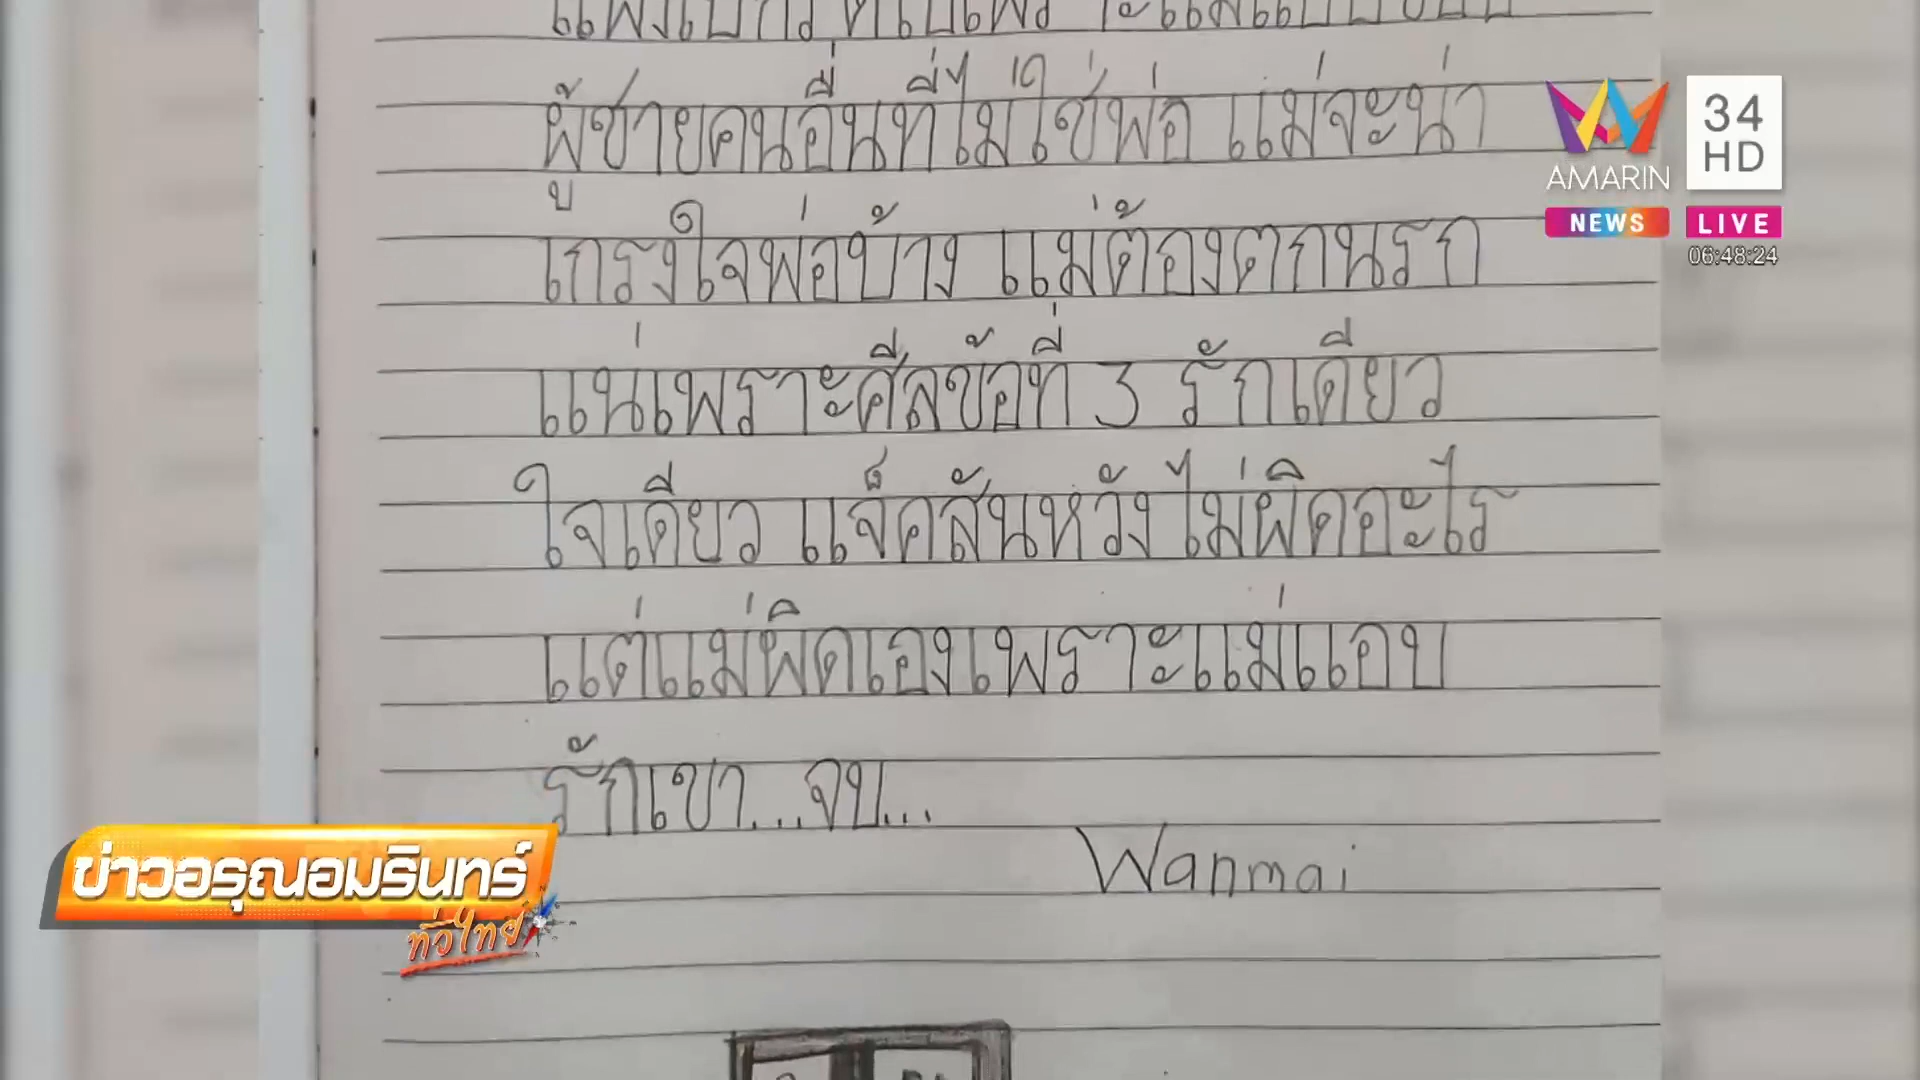 ผู้ชายคนอื่นที่ไม่ใช่พ่อ แม่จะน่า
เกรงใจพ่อบ้าง แม่ต้องตกนรก
แน่เพราะศีลข้อที่ 3 รักเดียว
ใจเดียว แจ็คสันหวัง ไม่ผิดอะไร
แต่แม่ผิดเองเพราะแม่แอบ
รักเขา...จบ...
Wanmai
AMARIN
NEWS
34
HD
LIVE
06:48:24
ข่าวอรุณอมรินทร์
ทั่วไทย